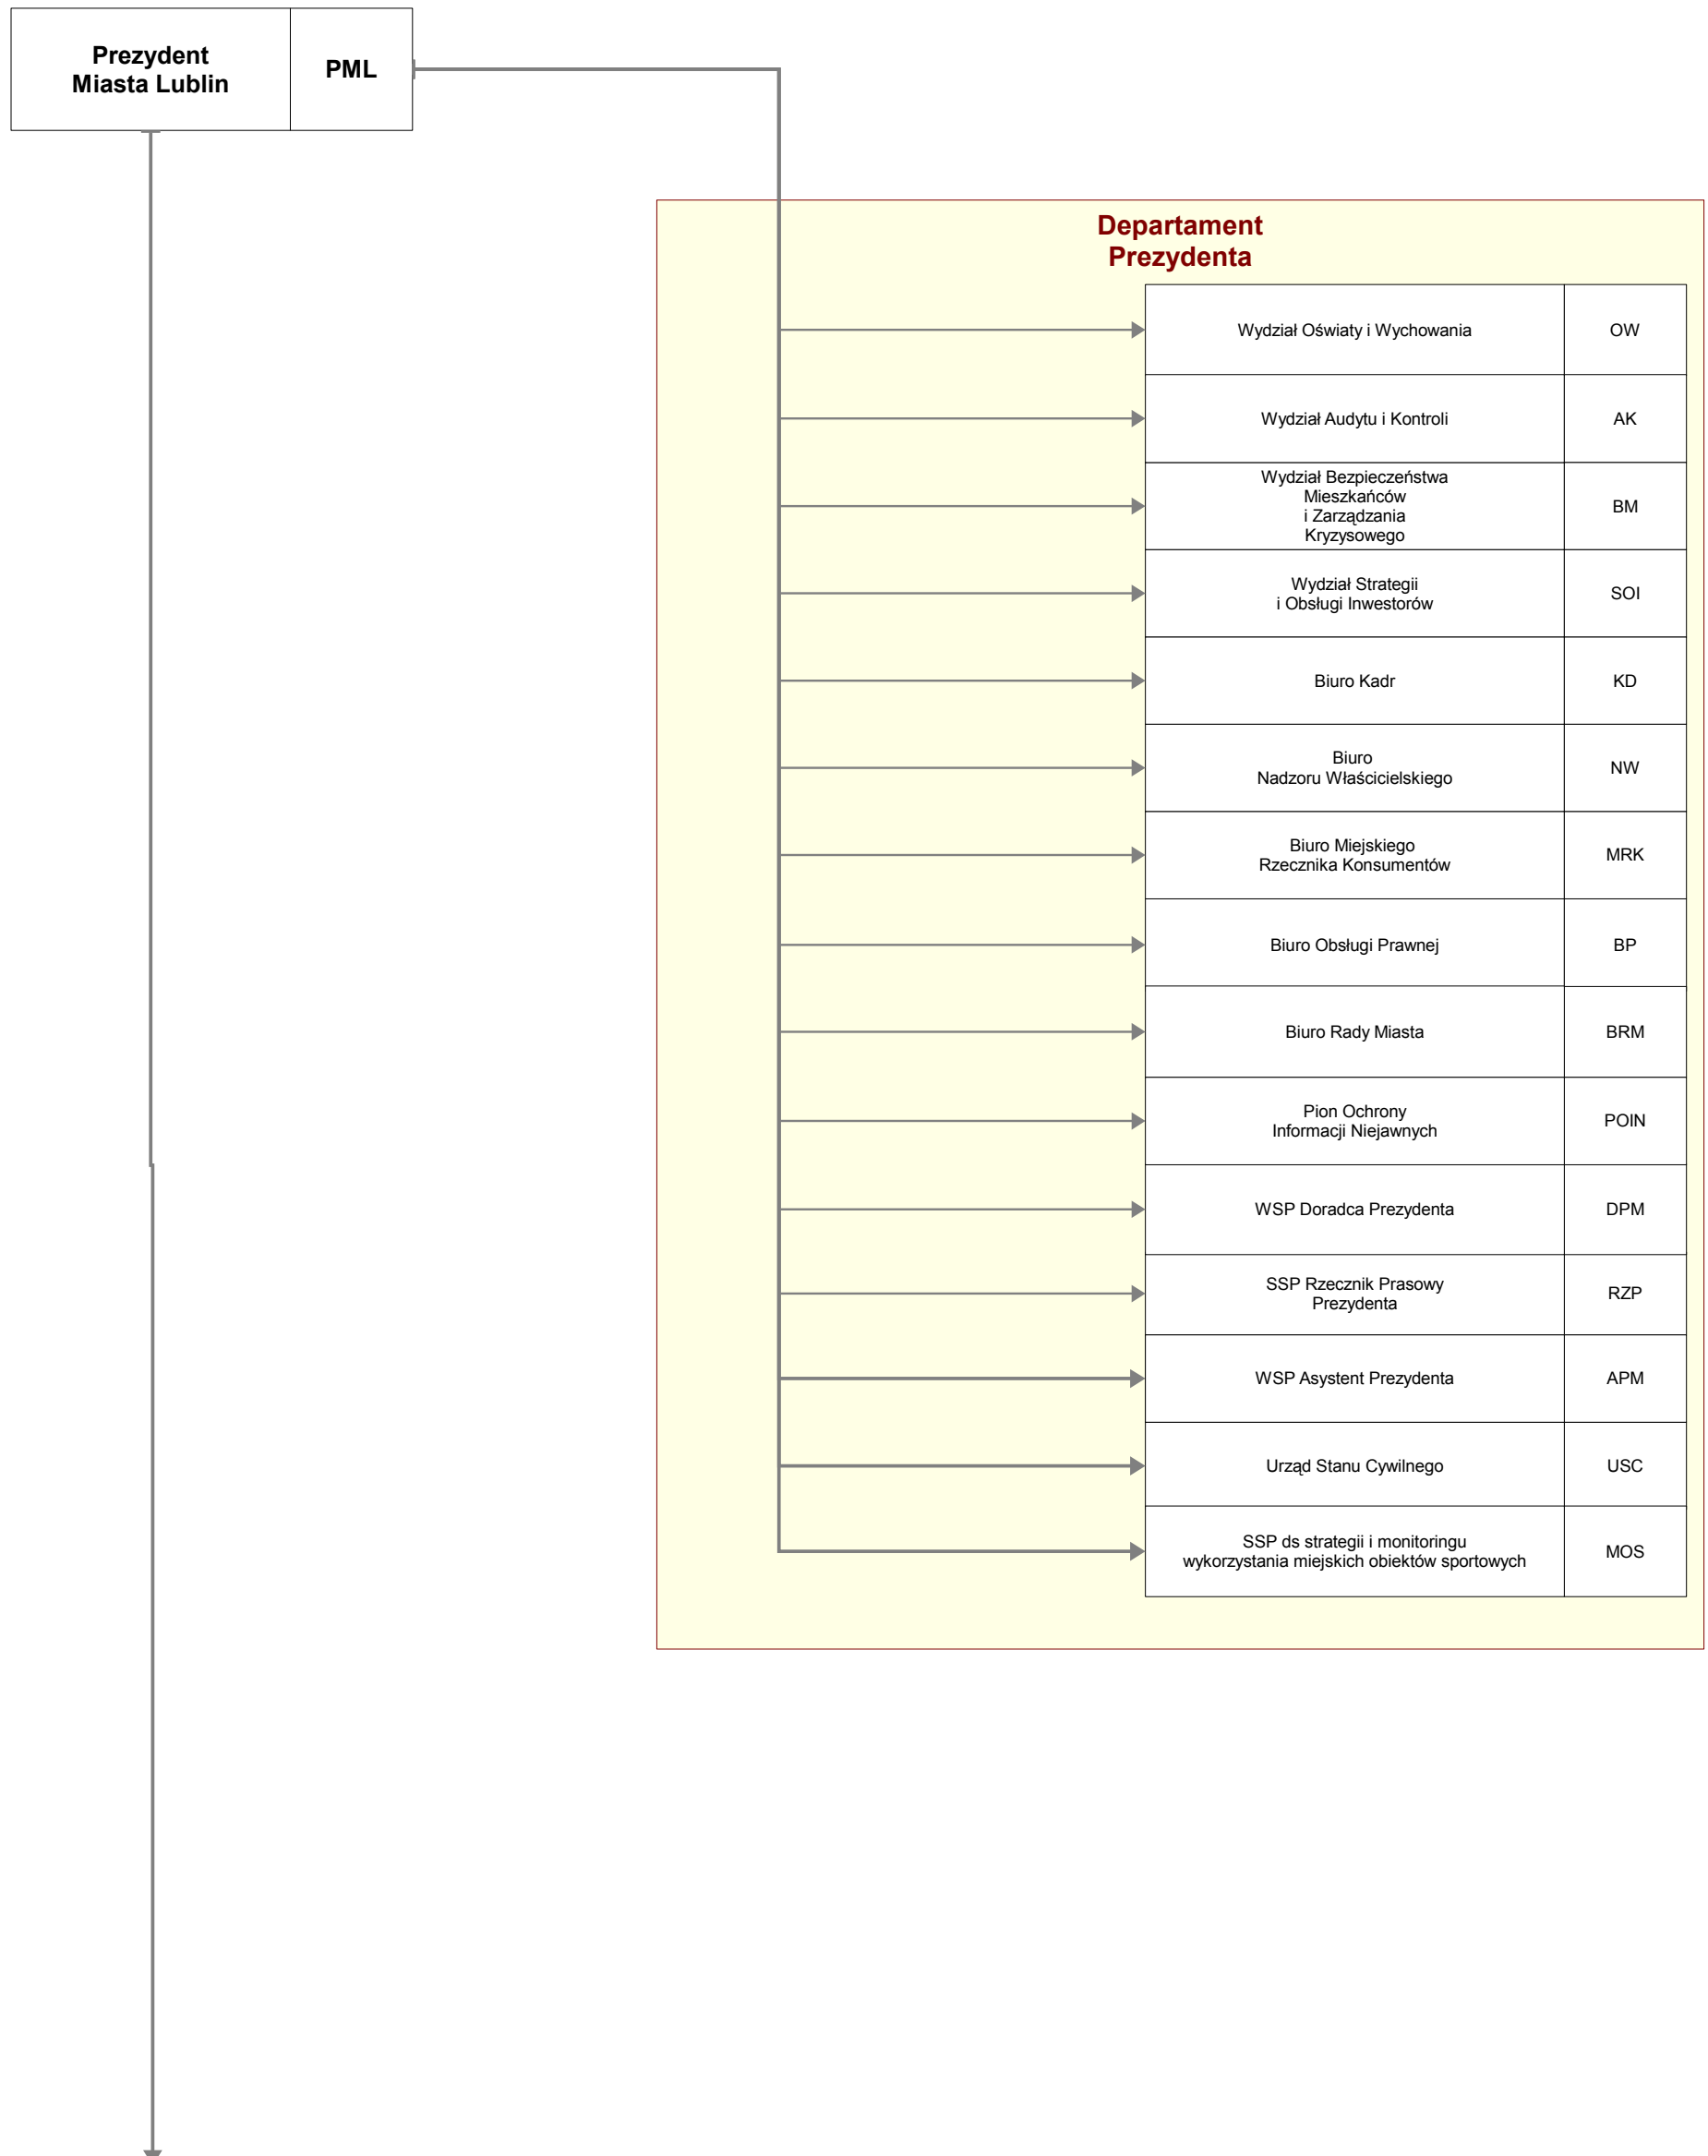 Prezydent
Miasta Lublin
PML
Departament
Prezydenta
Wydział Oświaty i Wychowania
OW
Wydział Audytu i Kontroli
AK
Wydział Bezpieczeństwa
Mieszkańców
i Zarządzania
Kryzysowego
BM
Wydział Strategii
i Obsługi Inwestorów
SOI
Biuro Kadr
KD
Biuro
Nadzoru Właścicielskiego
NW
Biuro Miejskiego
Rzecznika Konsumentów
MRK
Biuro Obsługi Prawnej
BP
Biuro Rady Miasta
BRM
Pion Ochrony
Informacji Niejawnych
POIN
WSP Doradca Prezydenta
DPM
SSP Rzecznik Prasowy
Prezydenta
RZP
WSP Asystent Prezydenta
APM
Urząd Stanu Cywilnego
USC
SSP ds strategii i monitoringu
wykorzystania miejskich obiektów sportowych
MOS